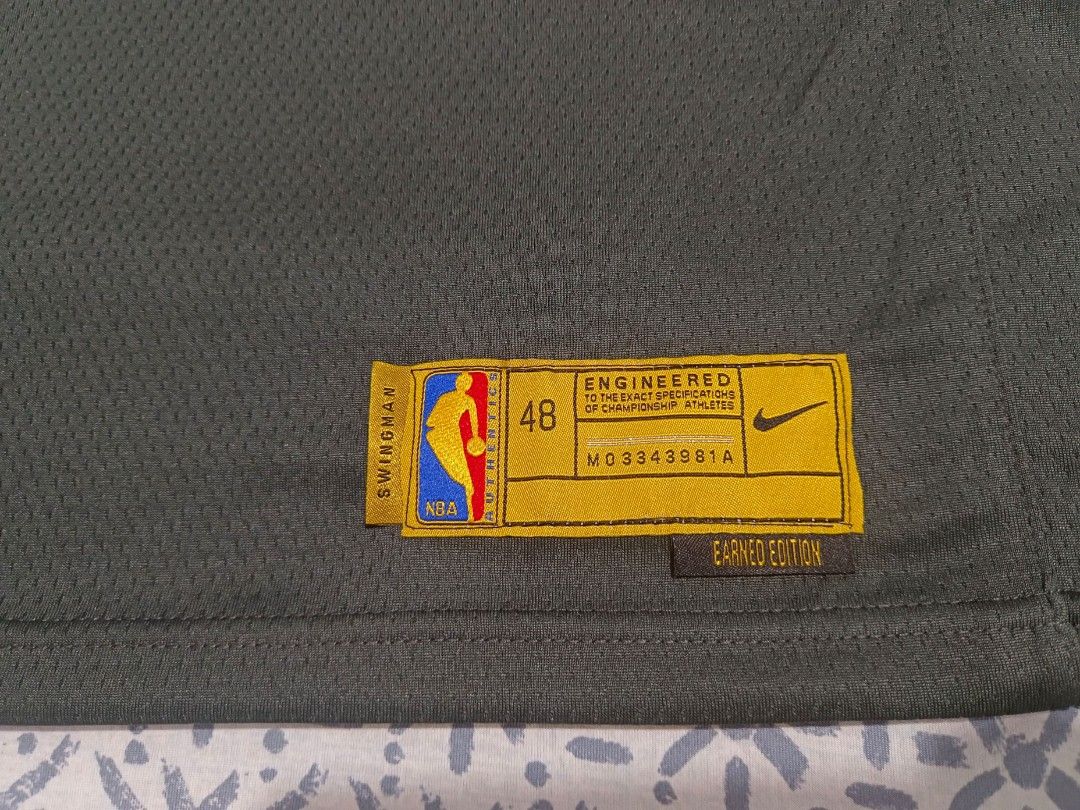 SWINGMAN
NBA
AUTHENTICS
48
ENGINEERED
TO THE EXACT SPECIFICATIONS
OF CHAMPIONSHIP ATHLETES
M03343981A
EARNED EDITION